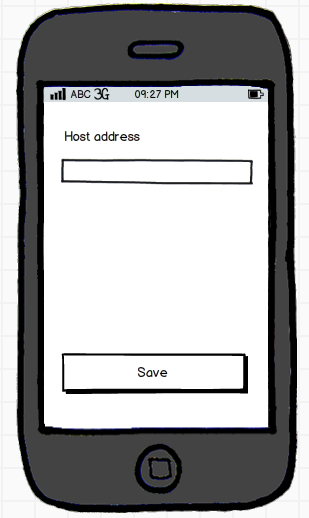 ABC 3G 09:27 PM
Host address
Save